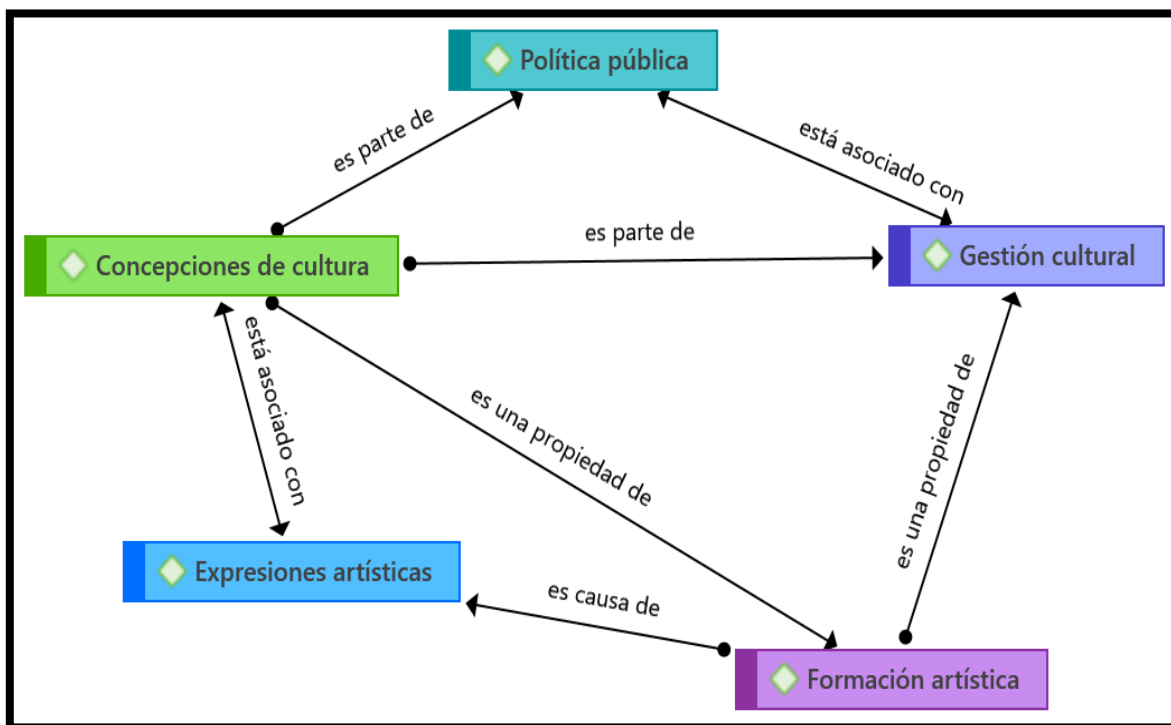 Política pública
es parte de
está asociado con
Concepciones de cultura
es parte de
Gestión cultural
está asociado con
es una propiedad de
es una propiedad de
Expresiones artísticas
es causa de
Formación artística